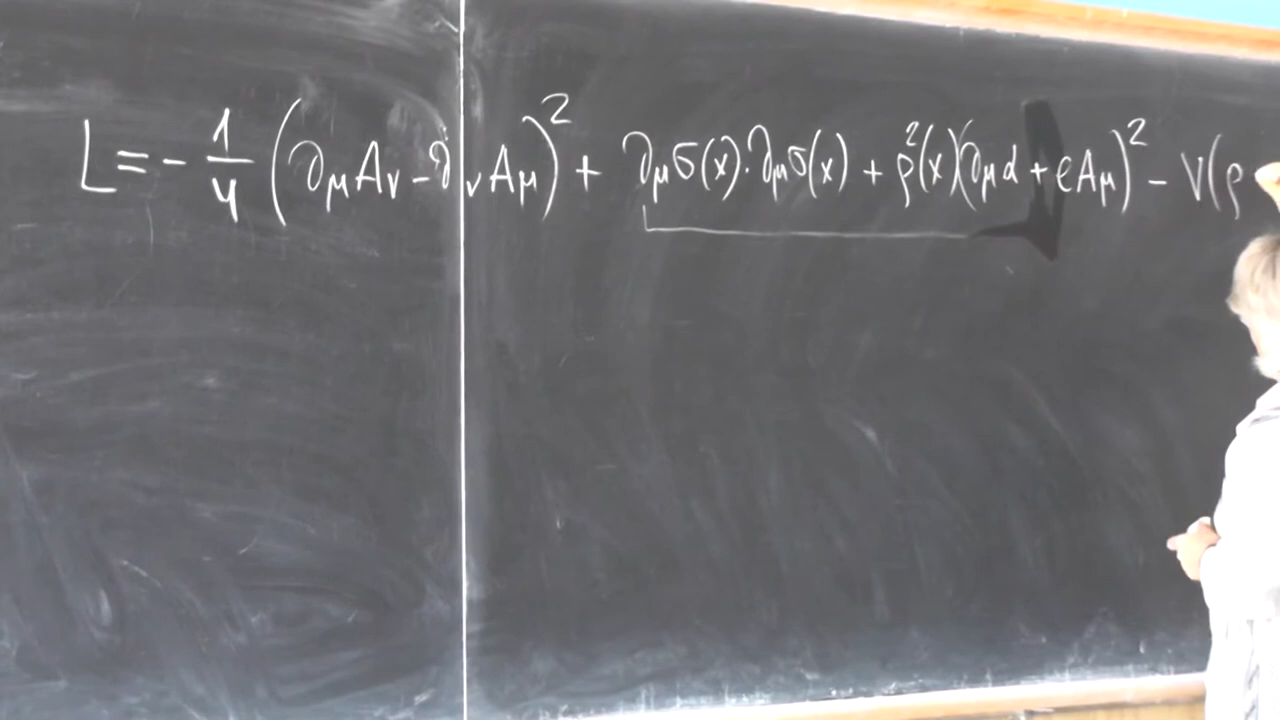 L = - 1/4 (∂μAν - ∂νAμ)² + ∂μσ(x)·∂μσ(x) + ρ²(x)(∂μα + eAμ)² - V(ρ